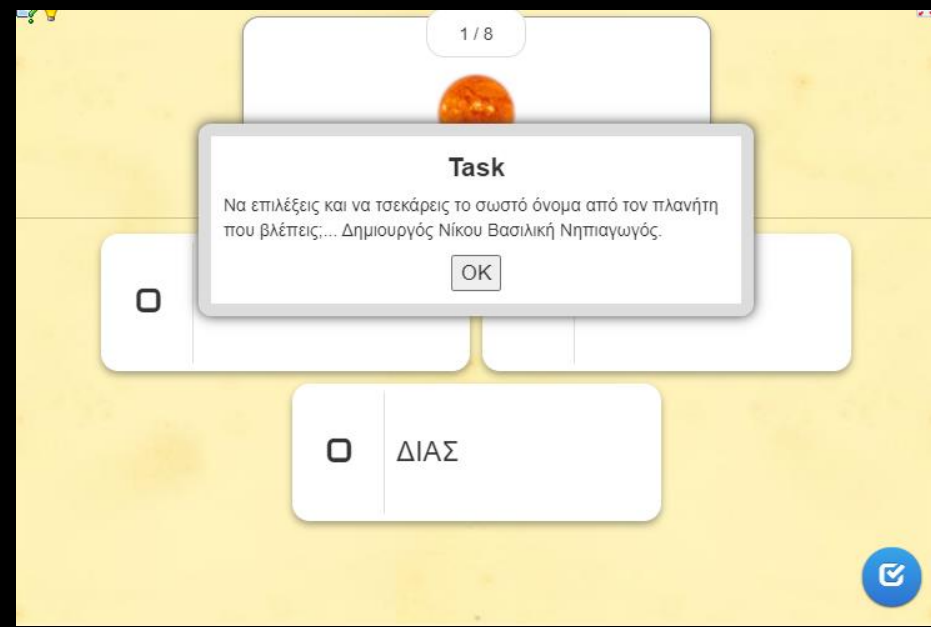 1 / 8
Task
Να επιλέξεις και να τσεκάρεις το σωστό όνομα από τον πλανήτη
που βλέπεις;... Δημιουργός Νίκου Βασιλική Νηπιαγωγός.
OK
ΔΙΑΣ